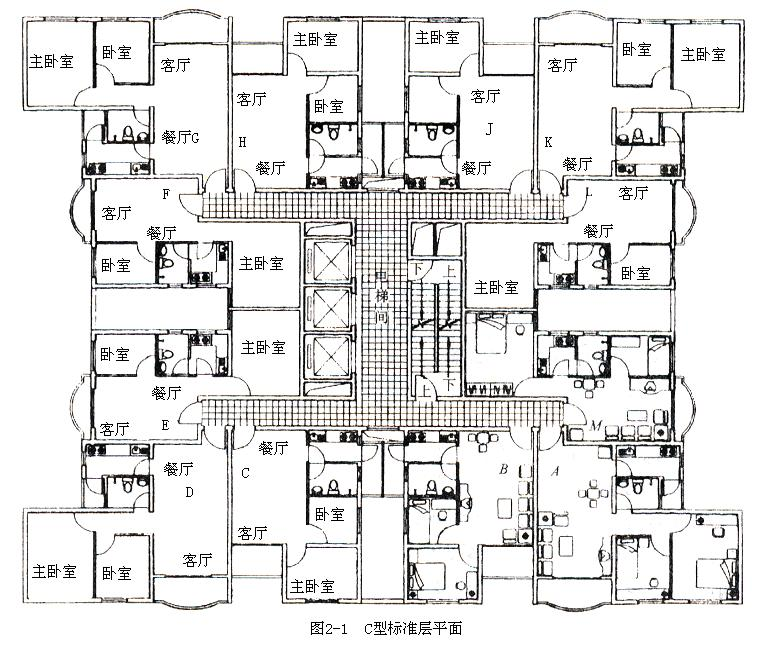 主卧室 卧室 客厅 主卧室 主卧室 客厅 卧室 主卧室
客厅 卧室 客厅
餐厅G H 餐厅 J 餐厅 K 餐厅
F 客厅 餐厅 L 客厅 餐厅
卧室 主卧室 主卧室 卧室
电梯间
下 上
卧室 主卧室
上 下
餐厅 客厅 E M
餐厅 D C 餐厅 B A
客厅 客厅 卧室
主卧室 卧室 主卧室
图2-1 C型标准层平面